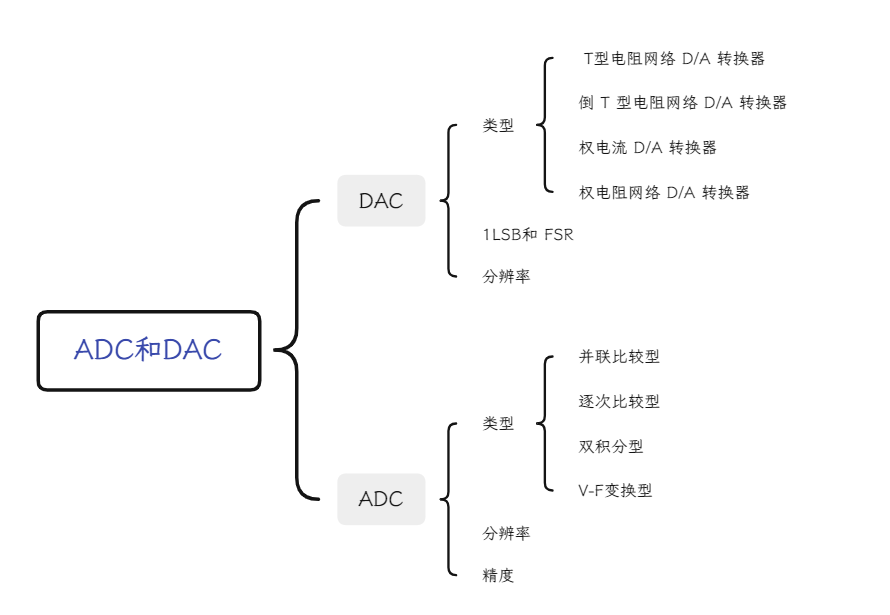 ADC和DAC
DAC
类型
T型电阻网络 D/A 转换器
倒 T 型电阻网络 D/A 转换器
权电流 D/A 转换器
权电阻网络 D/A 转换器
1LSB和 FSR
分辨率
ADC
类型
并联比较型
逐次比较型
双积分型
V-F变换型
分辨率
精度